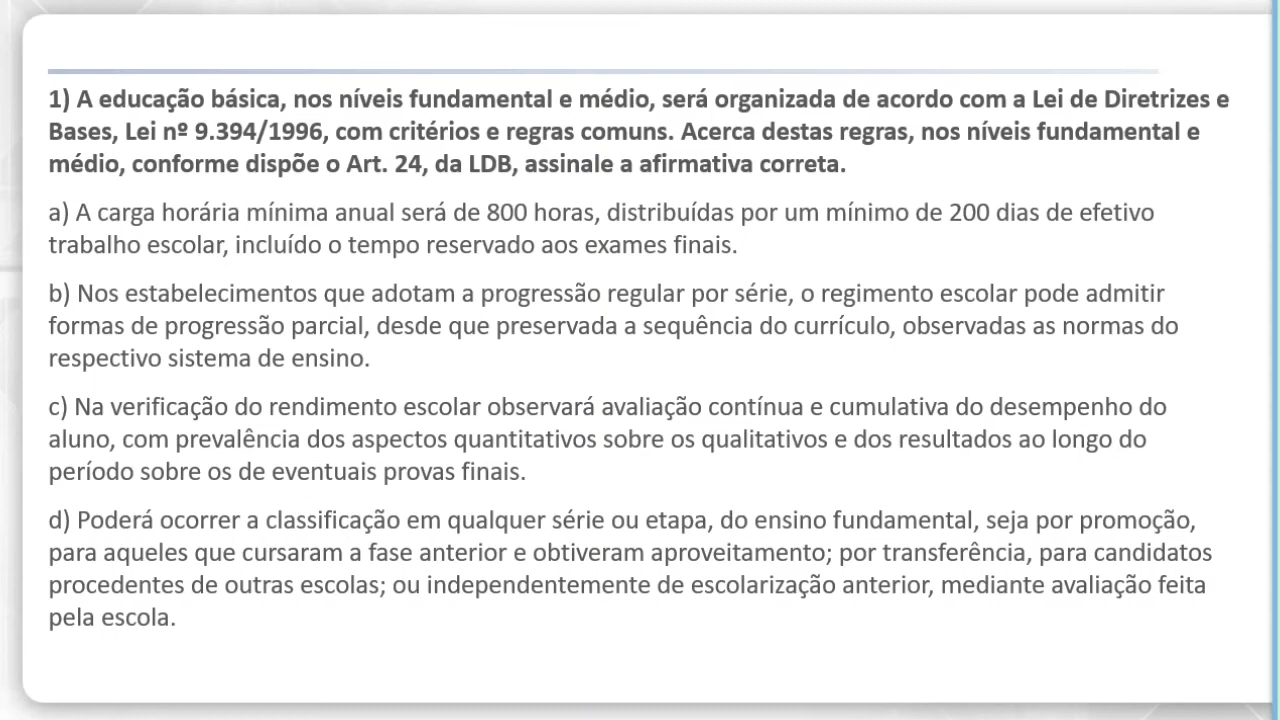 1) A educação básica, nos níveis fundamental e médio, será organizada de acordo com a Lei de Diretrizes e
Bases, Lei nº 9.394/1996, com critérios e regras comuns. Acerca destas regras, nos níveis fundamental e
médio, conforme dispõe o Art. 24, da LDB, assinale a afirmativa correta.
a) A carga horária mínima anual será de 800 horas, distribuídas por um mínimo de 200 dias de efetivo
trabalho escolar, incluído o tempo reservado aos exames finais.
b) Nos estabelecimentos que adotam a progressão regular por série, o regimento escolar pode admitir
formas de progressão parcial, desde que preservada a sequência do currículo, observadas as normas do
respectivo sistema de ensino.
c) Na verificação do rendimento escolar observará avaliação contínua e cumulativa do desempenho do
aluno, com prevalência dos aspectos quantitativos sobre os qualitativos e dos resultados ao longo do
período sobre os de eventuais provas finais.
d) Poderá ocorrer a classificação em qualquer série ou etapa, do ensino fundamental, seja por promoção,
para aqueles que cursaram a fase anterior e obtiveram aproveitamento; por transferência, para candidatos
procedentes de outras escolas; ou independentemente de escolarização anterior, mediante avaliação feita
pela escola.